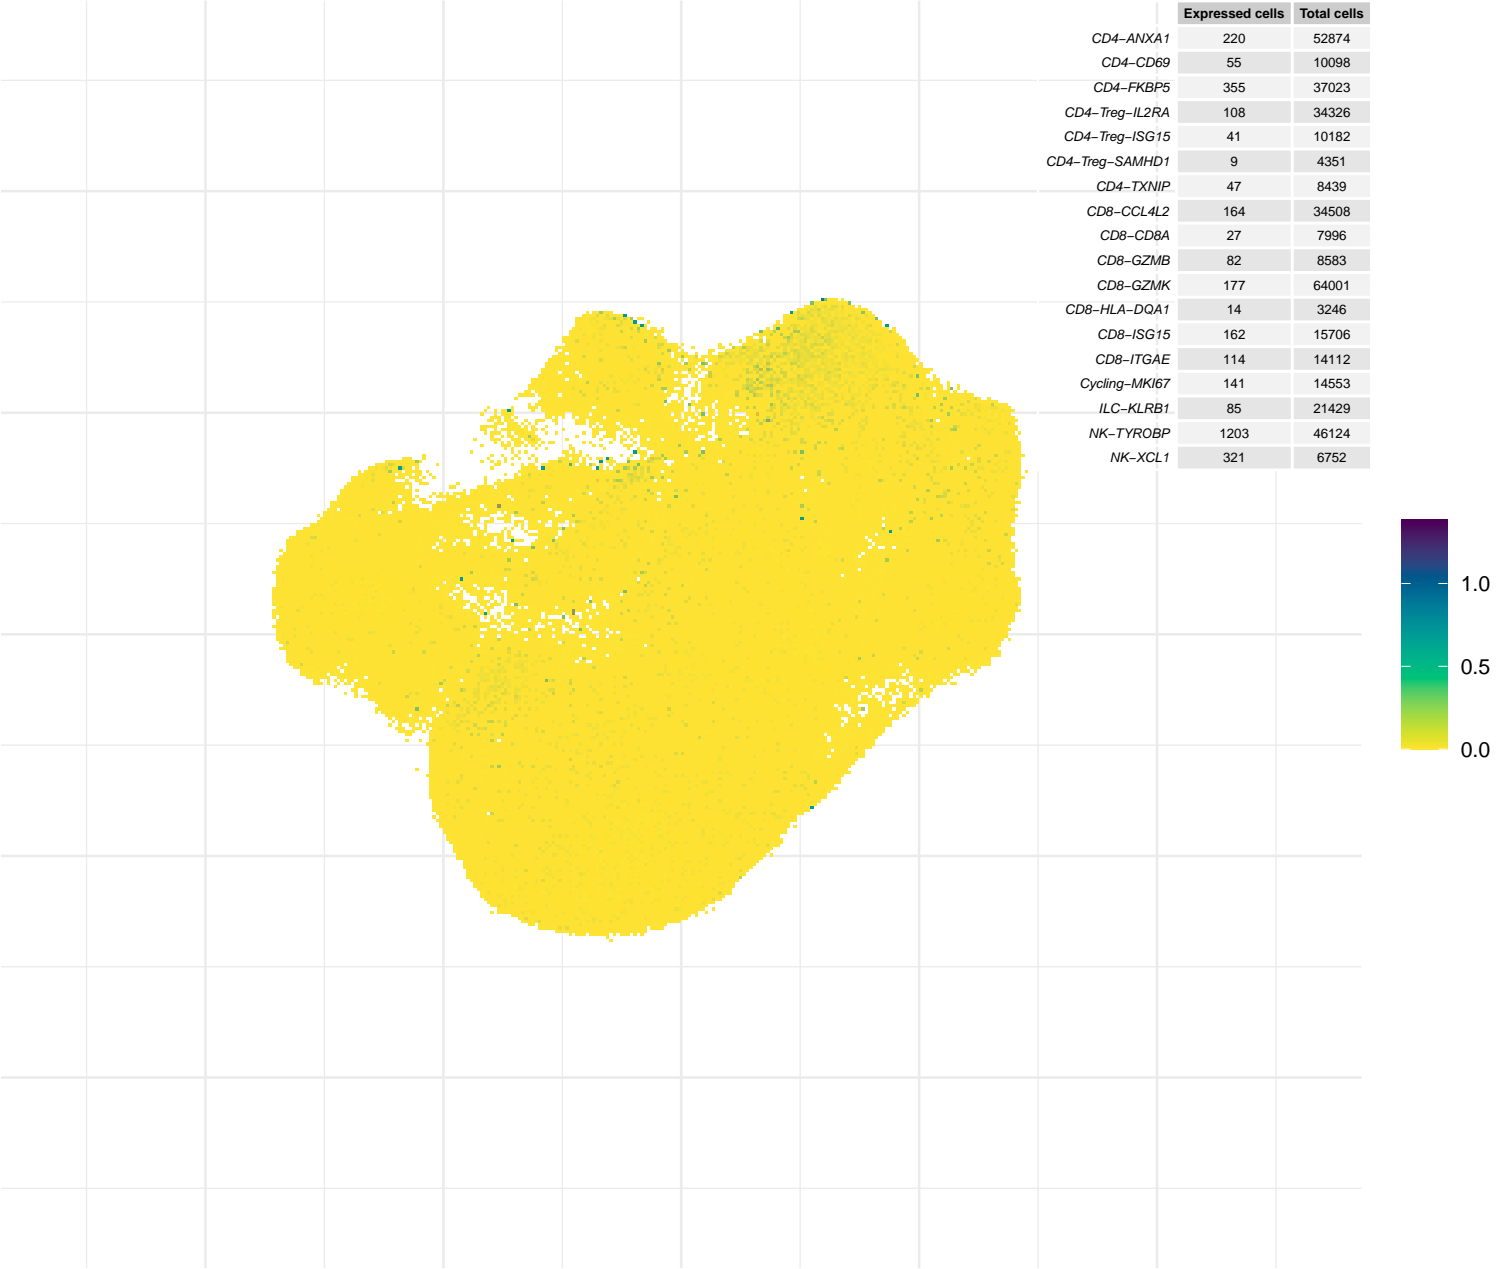 Expressed cells Total cells
CD4−ANXA1 220 52874
CD4−CD69 55 10098
CD4−FKBP5 355 37023
CD4−Treg−IL2RA 108 34326
CD4−Treg−ISG15 41 10182
CD4−Treg−SAMHD1 9 4351
CD4−TXNIP 47 8439
CD8−CCL4L2 164 34508
CD8−CD8A 27 7996
CD8−GZMB 82 8583
CD8−GZMK 177 64001
CD8−HLA−DQA1 14 3246
CD8−ISG15 162 15706
CD8−ITGAE 114 14112
Cycling−MKI67 141 14553
ILC−KLRB1 85 21429
NK−TYROBP 1203 46124
NK−XCL1 321 6752
1.0
0.5
0.0